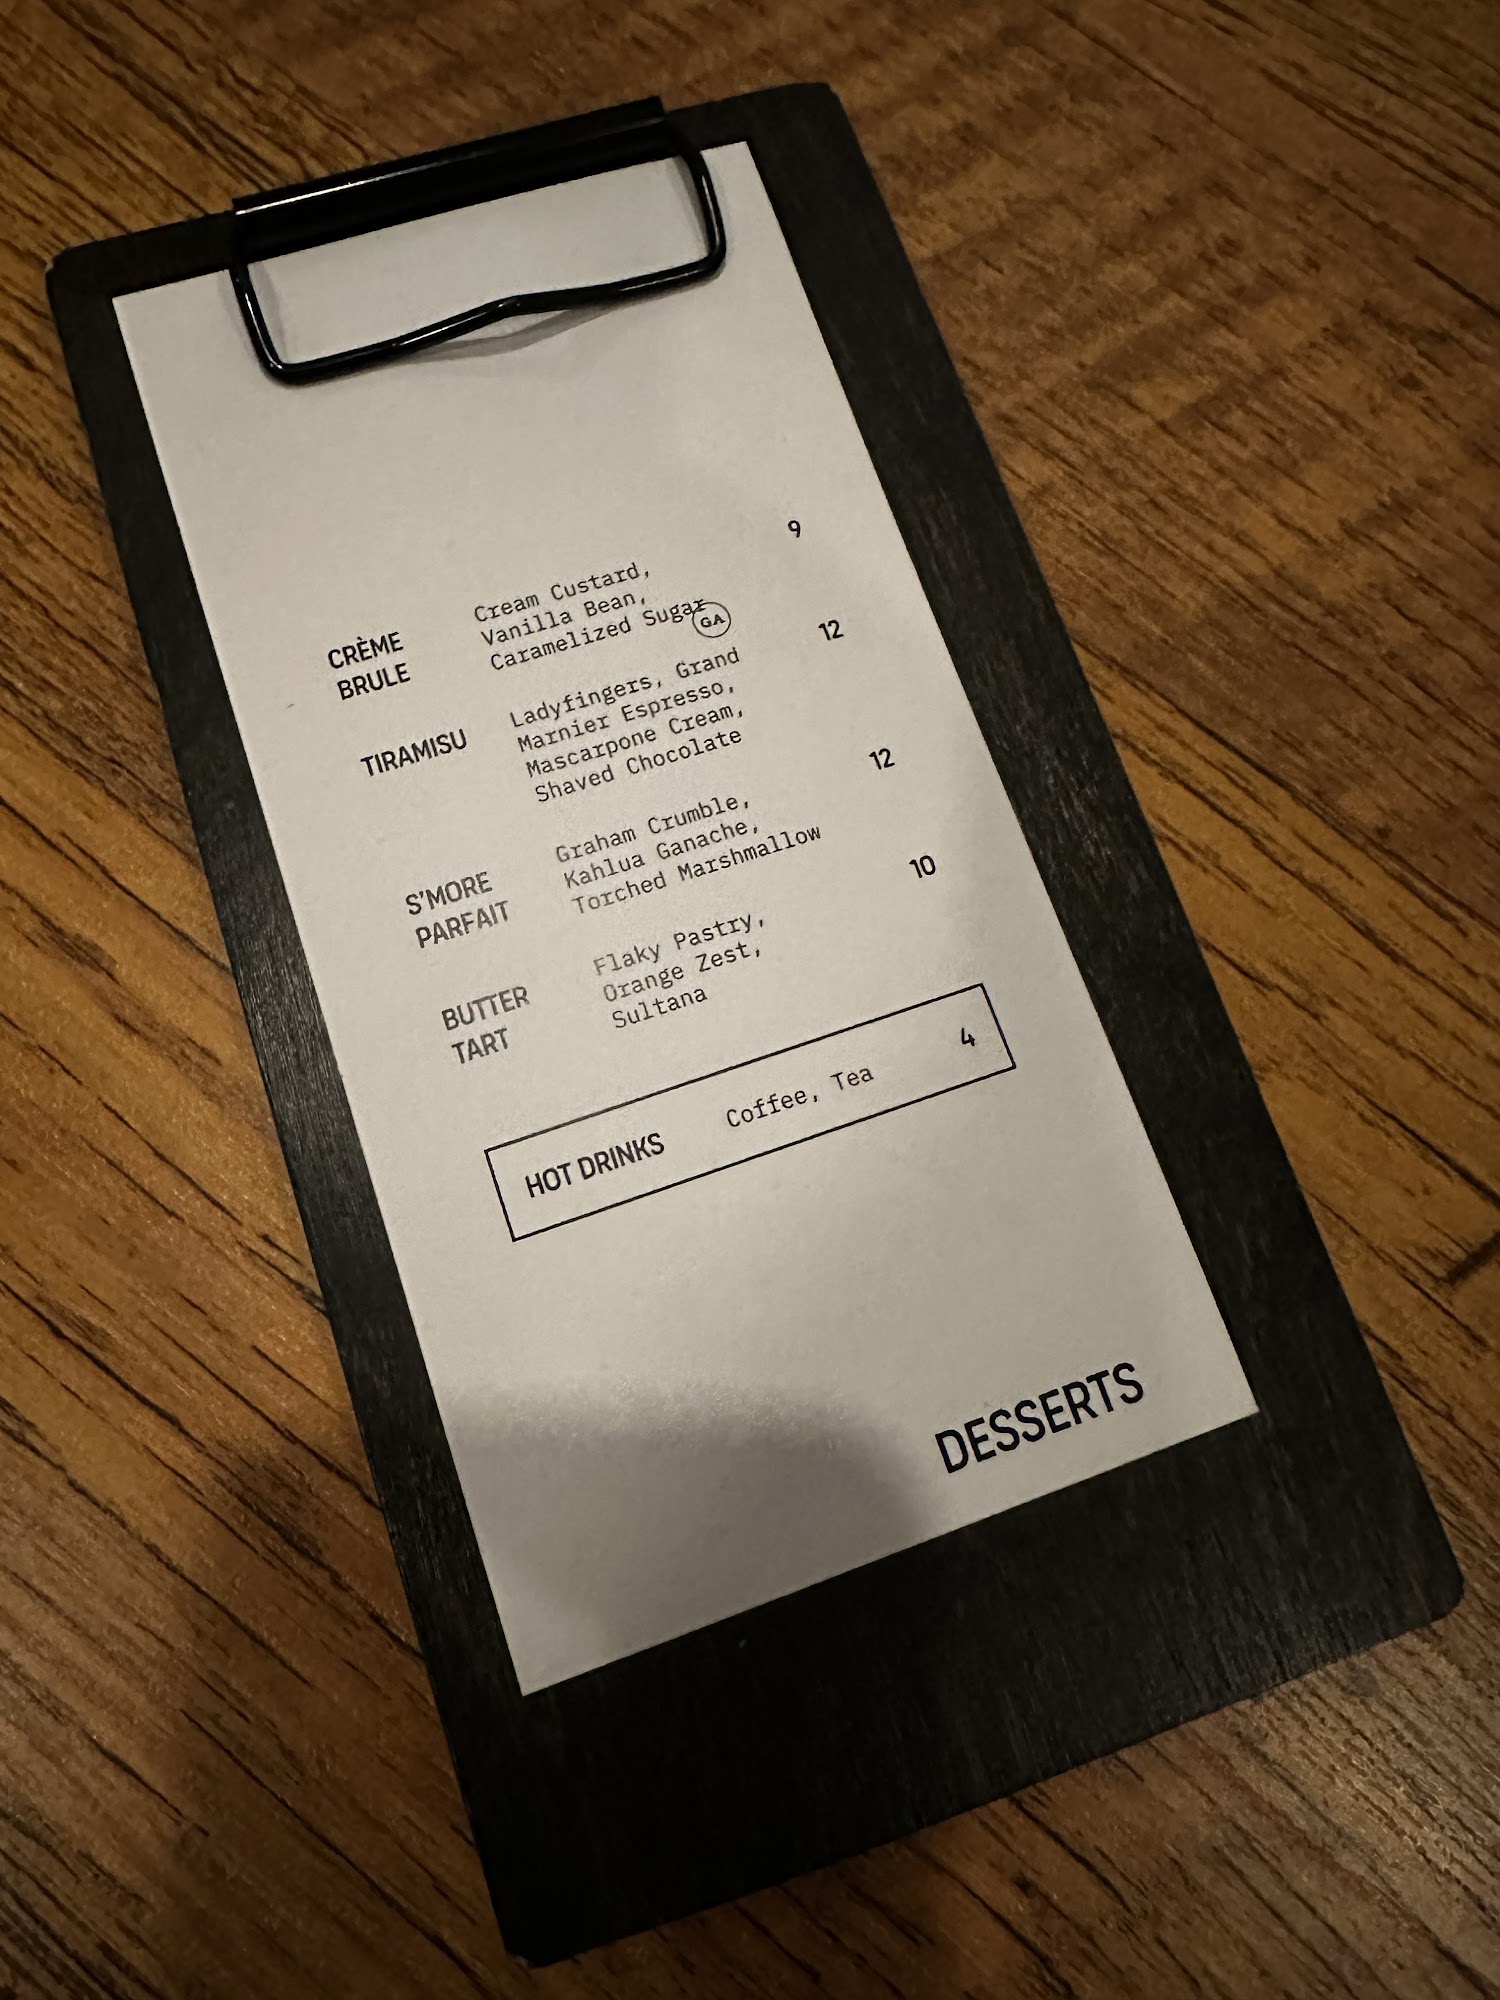 CRÈME
BRULE
Cream Custard,
Vanilla Bean,
Caramelized Sugar
GA
9
TIRAMISU
Ladyfingers, Grand
Marnier Espresso,
Mascarpone Cream,
Shaved Chocolate
12
S'MORE
PARFAIT
Graham Crumble,
Kahlua Ganache,
Torched Marshmallow
12
BUTTER
TART
Flaky Pastry,
Orange Zest,
Sultana
10
HOT DRINKS Coffee, Tea 4
DESSERTS